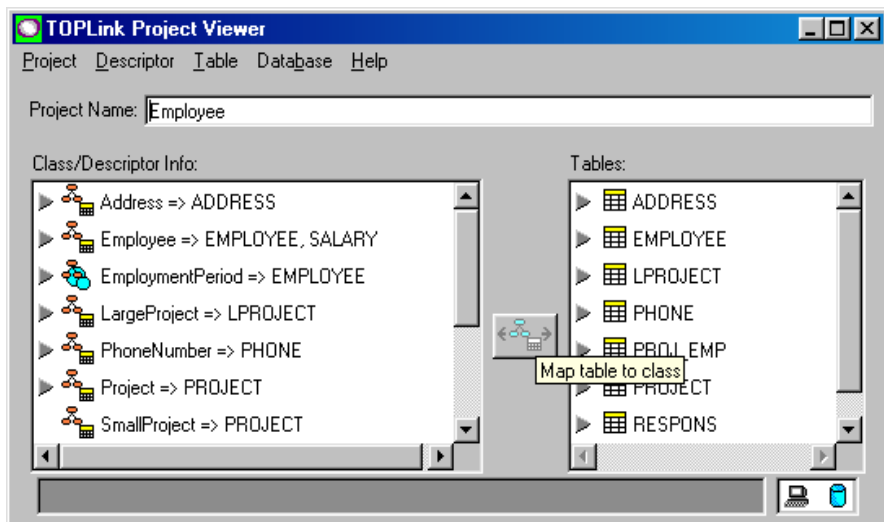 TOPLink Project Viewer
Project Descriptor Table Database Help
Project Name: Employee
Class/Descriptor Info:
Address => ADDRESS
Employee => EMPLOYEE, SALARY
EmploymentPeriod => EMPLOYEE
LargeProject => LPROJECT
PhoneNumber => PHONE
Project => PROJECT
SmallProject => PROJECT
Map table to class
Tables:
ADDRESS
EMPLOYEE
LPROJECT
PHONE
PROJ_EMP
PROJECT
RESPONS